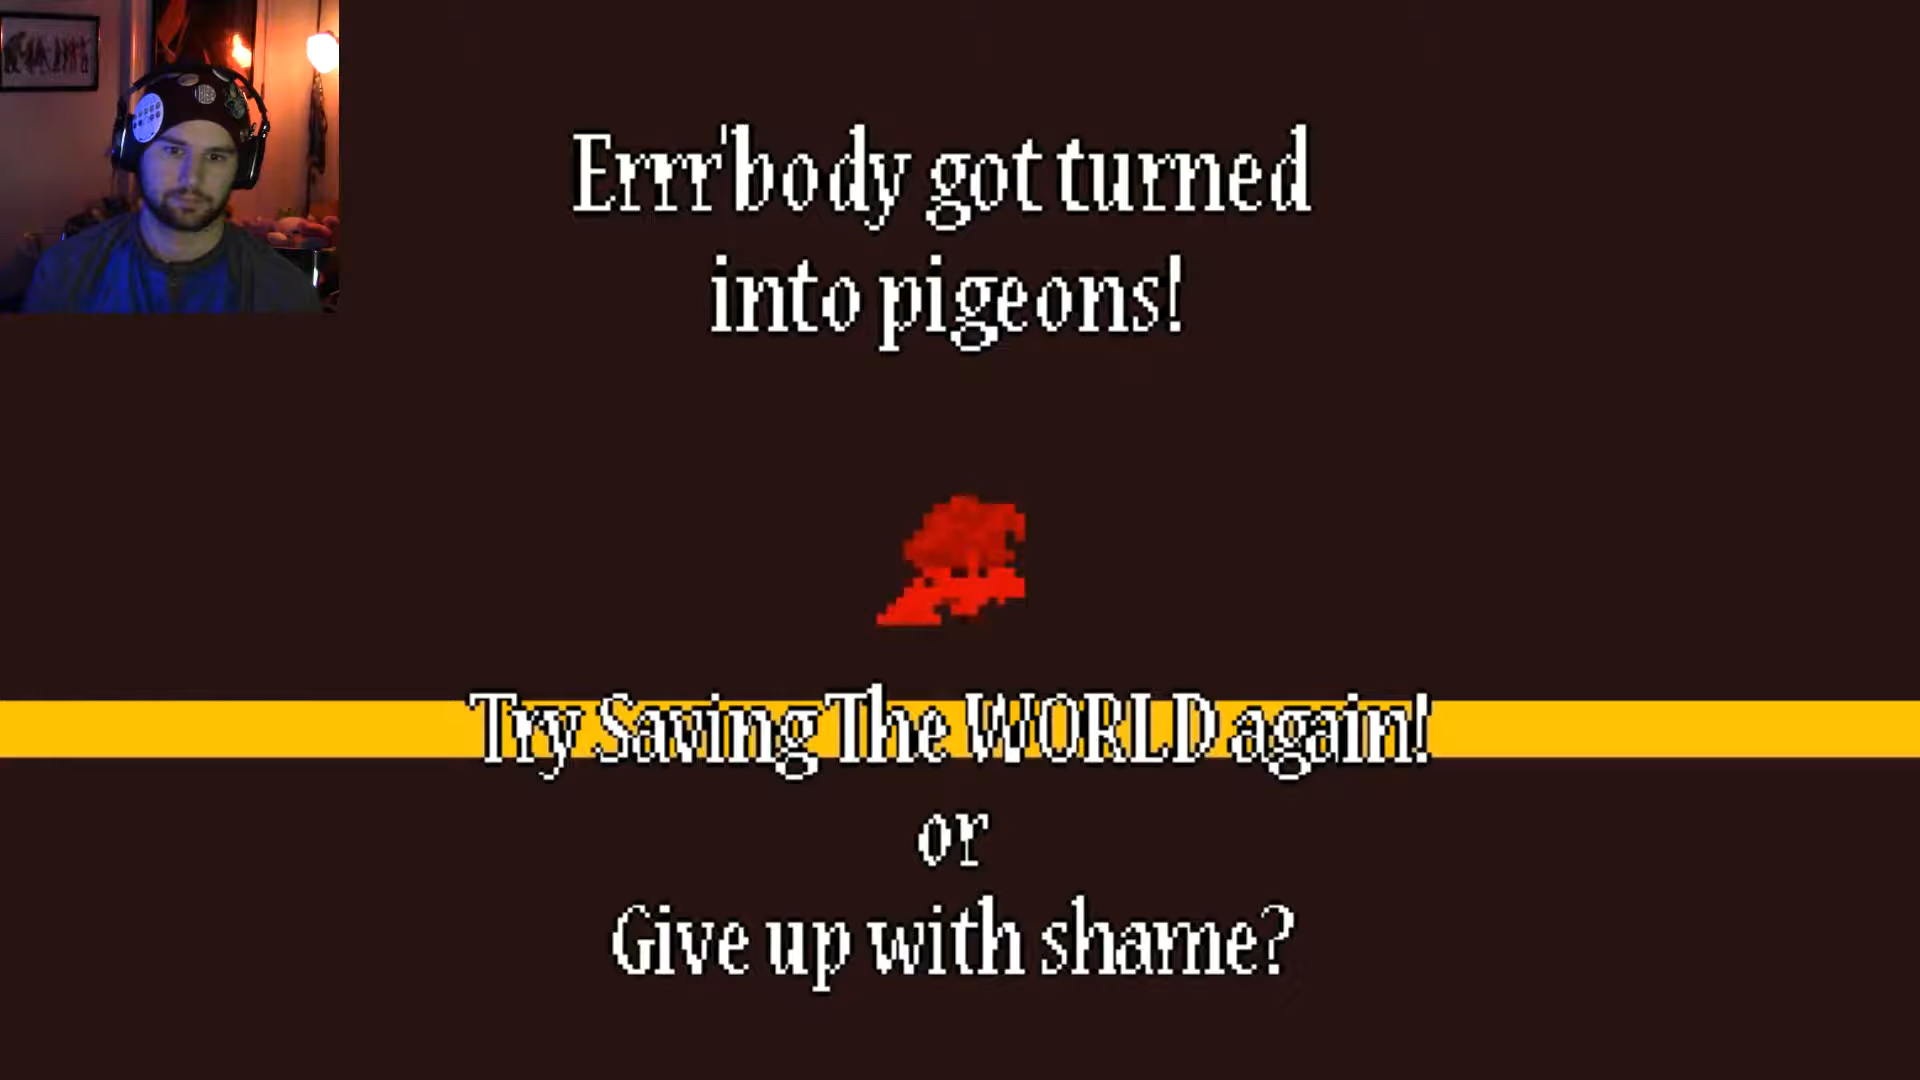 Errr'body got turned
into pigeons!
Try Saving The WORLD again!
or
Give up with shame?